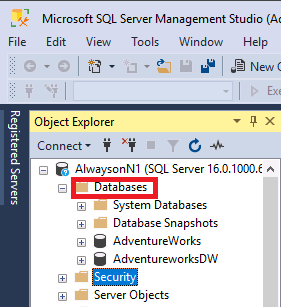 Microsoft SQL Server Management Studio (Ac
File Edit View Tools Window Help
New Q
Exe
Registered Servers
Object Explorer
Connect
AlwaysonN1 (SQL Server 16.0.1000.6
Databases
System Databases
Database Snapshots
AdventureWorks
AdventureworksDW
Security
Server Objects